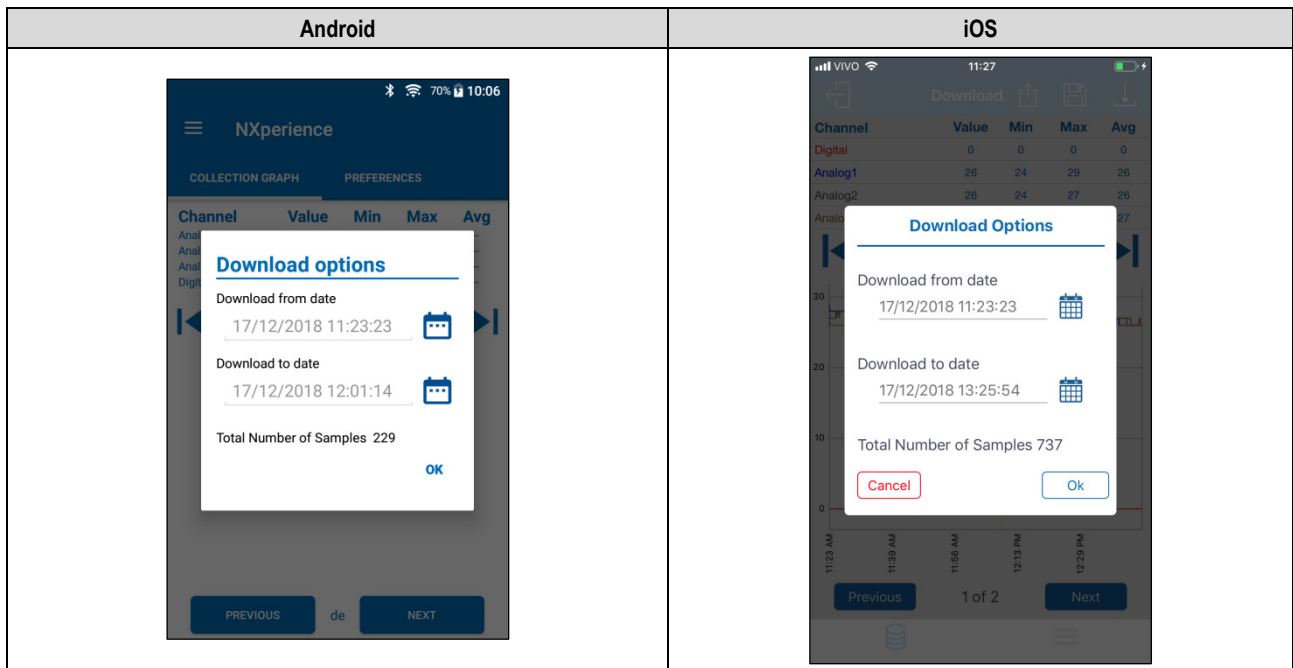 Android
iOS
70% 10:06
NXperience
COLLECTION GRAPH PREFERENCES
Channel Value Min Max Avg
Anal
Anal
Anal
Digit
Download options
Download from date
17/12/2018 11:23:23
Download to date
17/12/2018 12:01:14
Total Number of Samples 229
OK
PREVIOUS de NEXT
VIVO 11:27
Download
Channel Value Min Max Avg
Digital 0 0 0 0
Analog1 26 24 29 26
Analog2 26 24 27 26
Analo 27
Download Options
Download from date
17/12/2018 11:23:23
Download to date
17/12/2018 13:25:54
Total Number of Samples 737
Cancel Ok
30
20
10
0
11:23 AM
11:39 AM
11:56 AM
12:13 PM
12:29 PM
Previous 1 of 2 Next